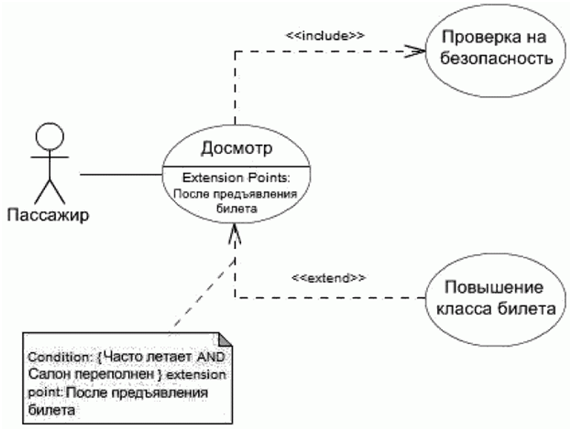 <<include>>
Проверка на
безопасность
Досмотр
Extension Points:
После предъявления
билета
Пассажир
<<extend>>
Повышение
класса билета
Condition: {Часто летает AND
Салон переполнен } extension
point: После предъявления
билета